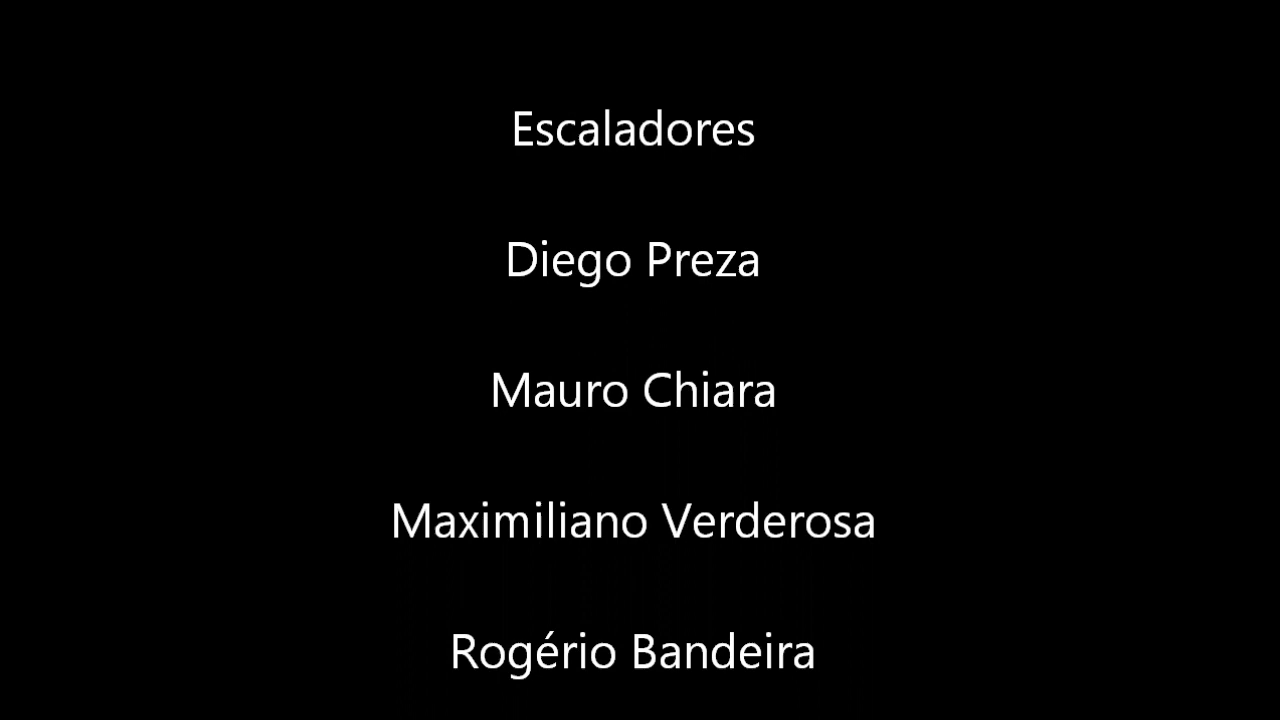 Escaladores
Diego Preza
Mauro Chiara
Maximiliano Verderosa
Rogério Bandeira